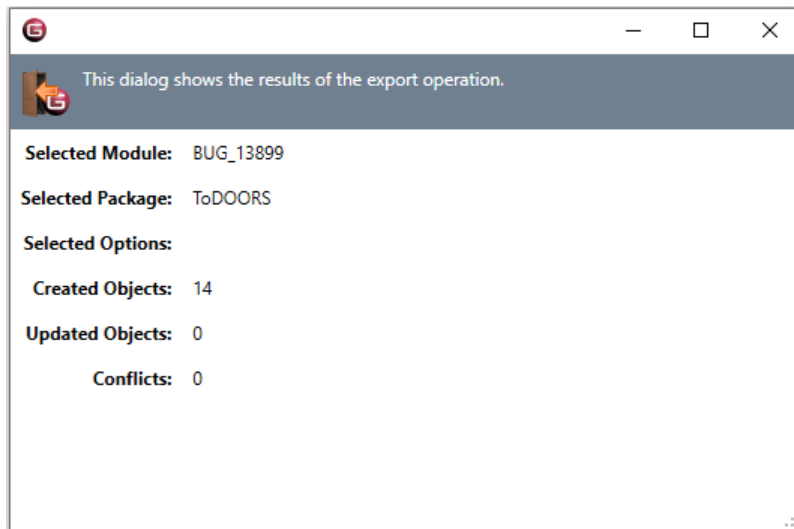 This dialog shows the results of the export operation.
Selected Module: BUG_13899
Selected Package: ToDOORS
Selected Options:
Created Objects: 14
Updated Objects: 0
Conflicts: 0